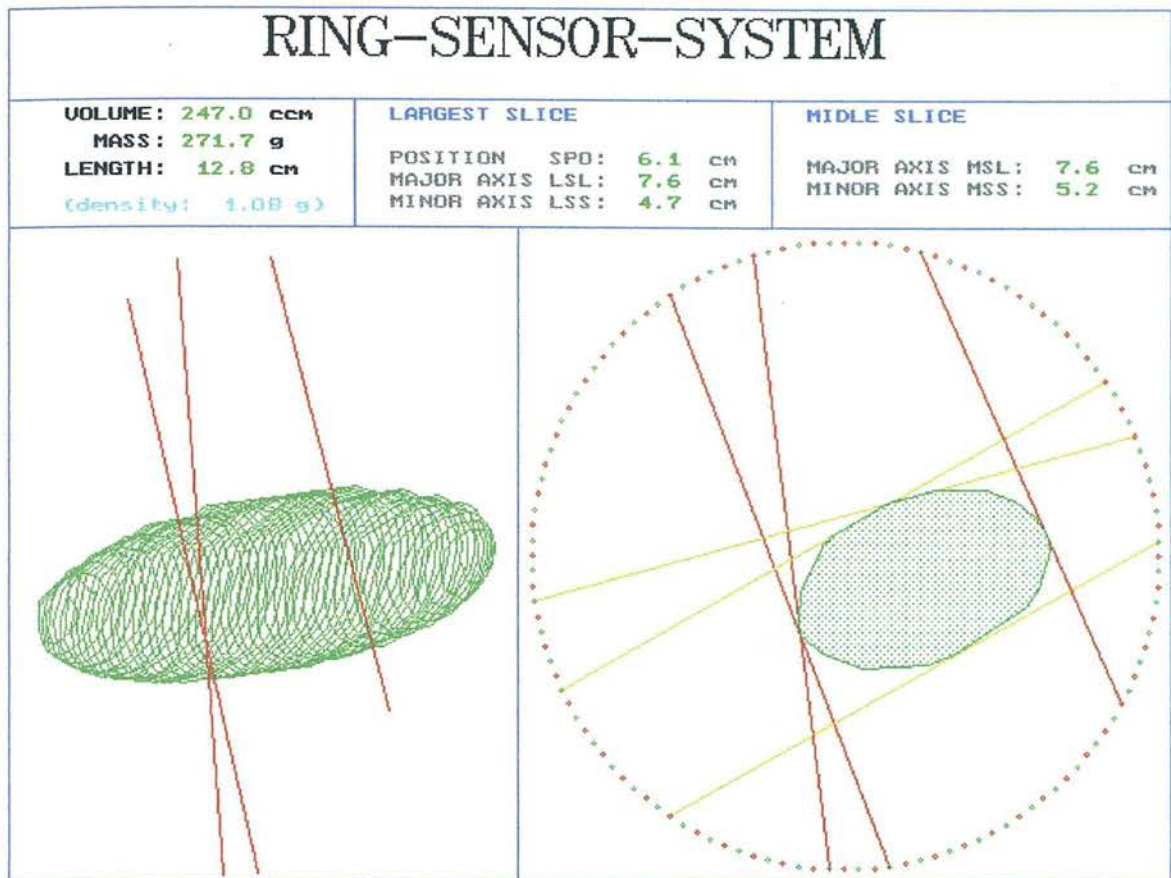 RING-SENSOR-SYSTEM
VOLUME: 247.0 ccm
MASS: 271.7 g
LENGTH: 12.8 cm
(density: 1.08 g)
LARGEST SLICE
POSITION SPO: 6.1 cm
MAJOR AXIS LSL: 7.6 cm
MINOR AXIS LSS: 4.7 cm
MIDLE SLICE
MAJOR AXIS MSL: 7.6 cm
MINOR AXIS MSS: 5.2 cm